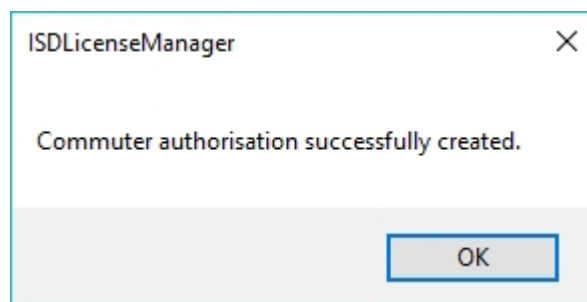 ISDLicenseManager
Commuter authorisation successfully created.
OK